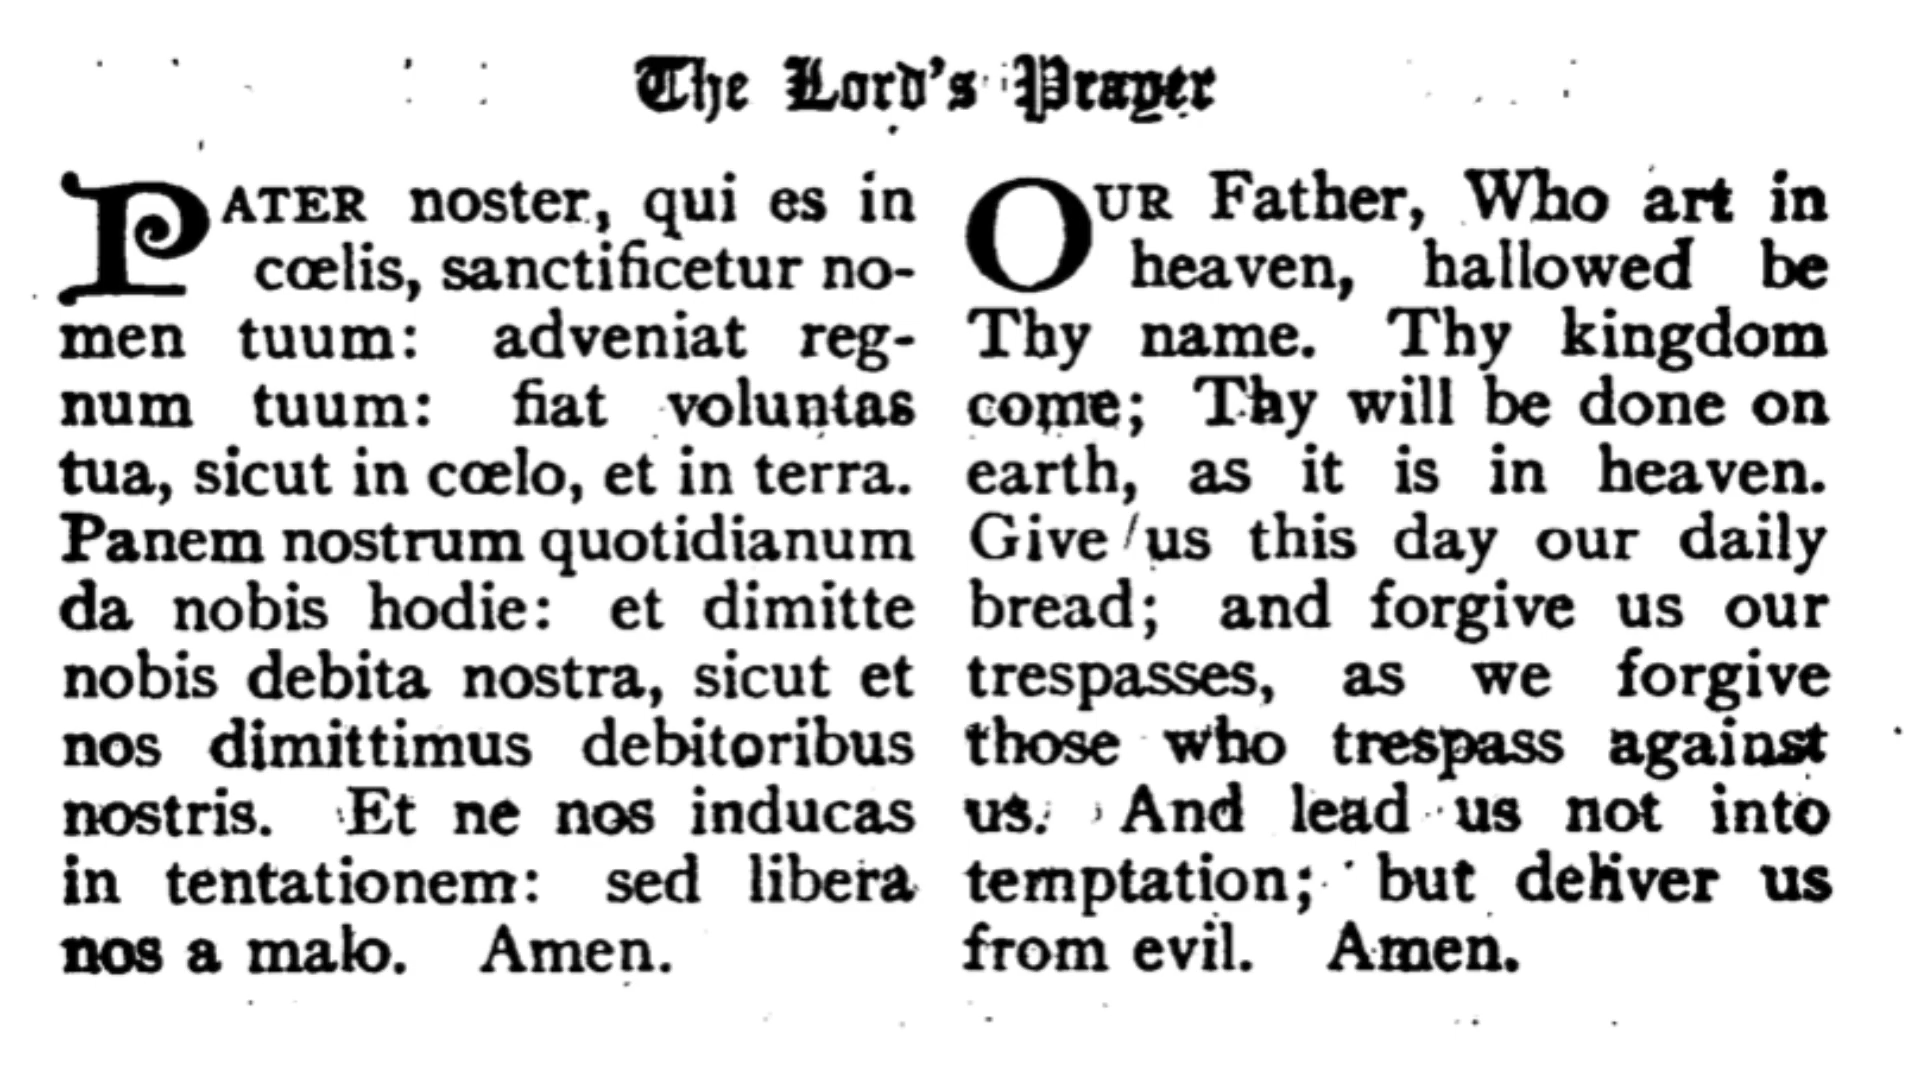 The Lord's Prayer
PATER noster, qui es in
cœlis, sanctificetur no-
men tuum: adveniat reg-
num tuum: fiat voluntas
tua, sicut in cœlo, et in terra.
Panem nostrum quotidianum
da nobis hodie: et dimitte
nobis debita nostra, sicut et
nos dimittimus debitoribus
nostris. Et ne nos inducas
in tentationem: sed libera
nos a malo. Amen.
OUR Father, Who art in
heaven, hallowed be
Thy name. Thy kingdom
come; Thy will be done on
earth, as it is in heaven.
Give us this day our daily
bread; and forgive us our
trespasses, as we forgive
those who trespass against
us. And lead us not into
temptation; but deliver us
from evil. Amen.